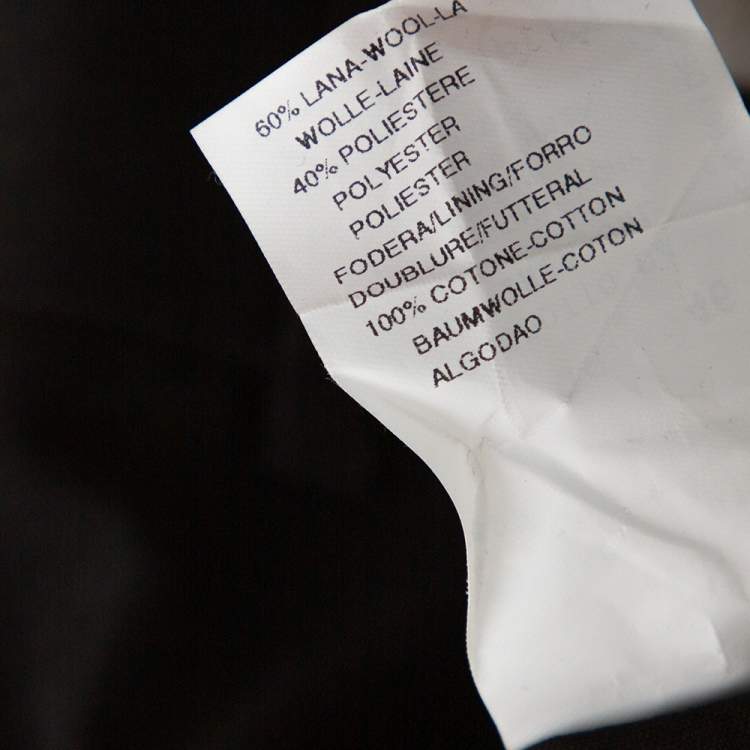 60% LANA-WOOL-LA
WOLLE-LAINE
40% POLIESTERE
POLYESTER
POLIESTER
FODERA/LINING/FORRO
DOUBLURE/FUTTERAL
100% COTONE-COTTON
BAUMWOLLE-COTON
ALGODAO